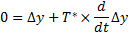 0 = Δy + T* × d/dt Δy